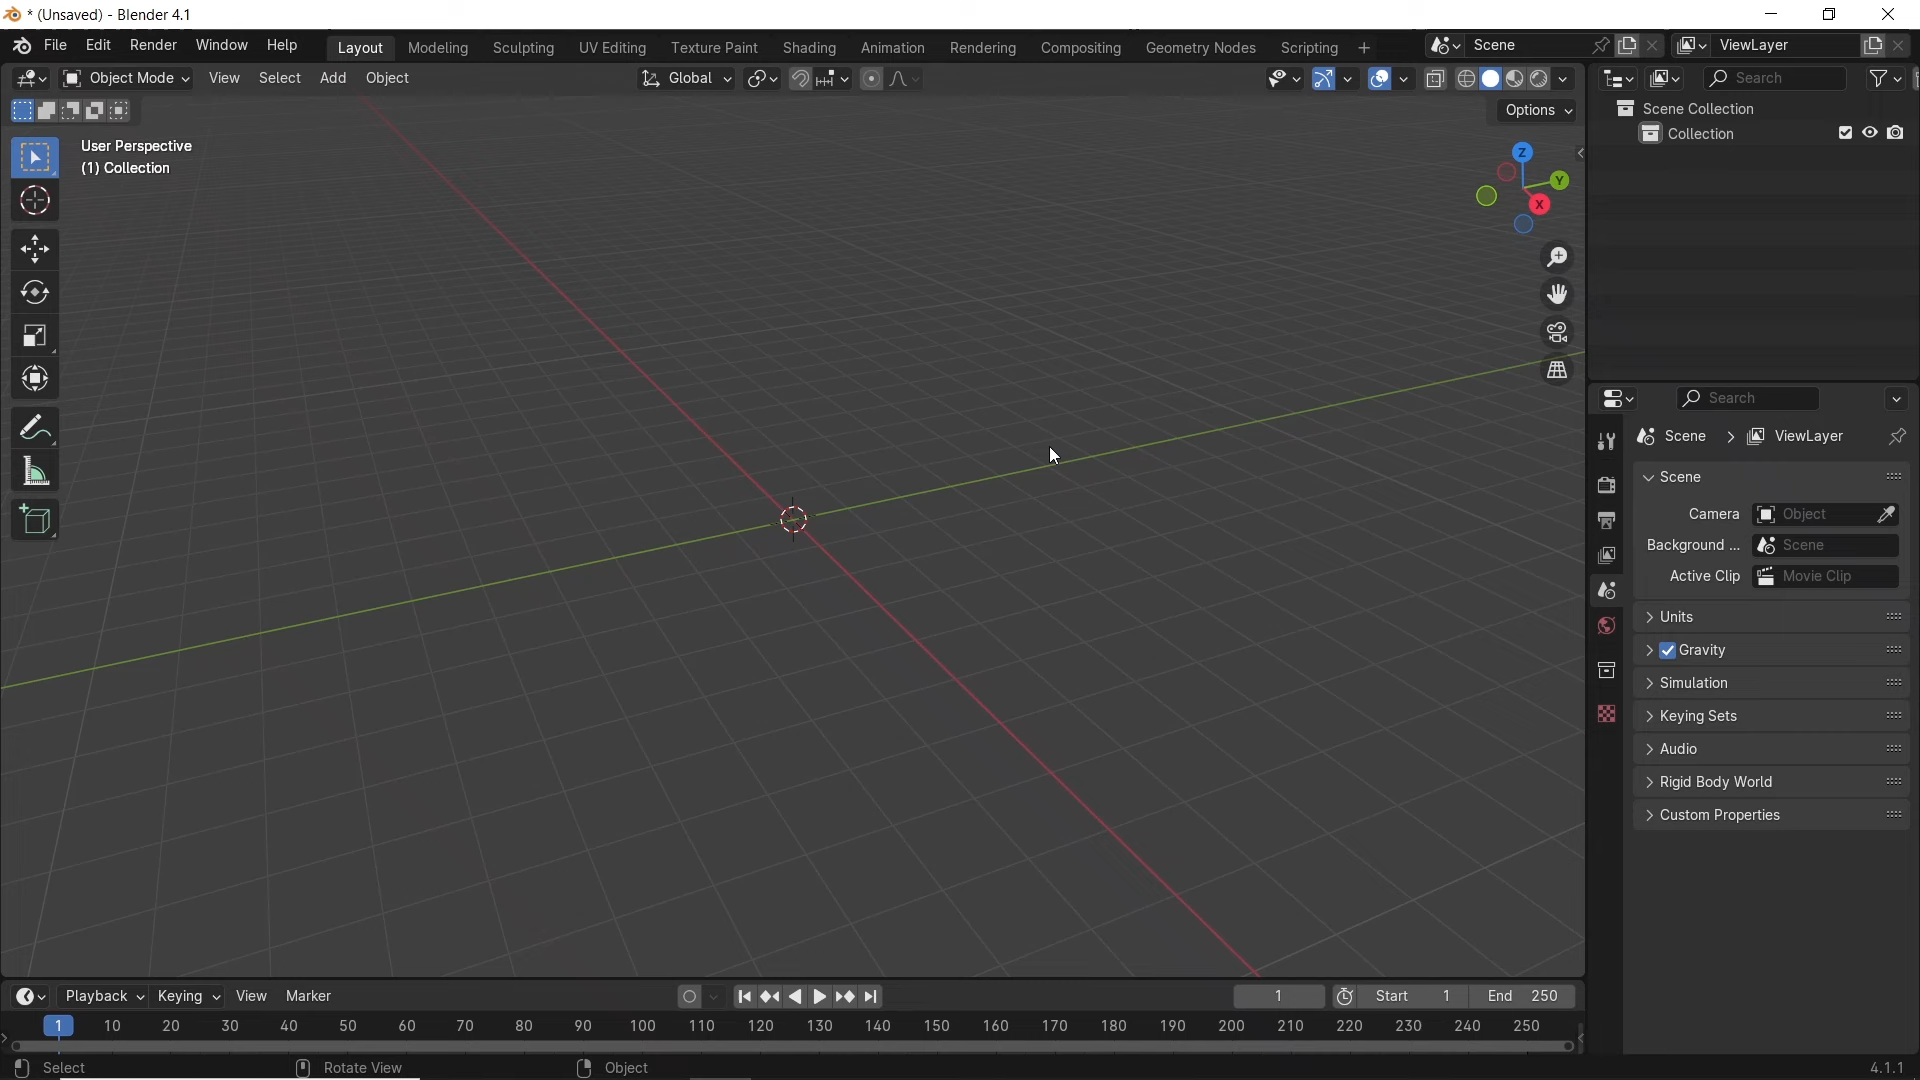 * (Unsaved) - Blender 4.1
File Edit Render Window Help Layout Modeling Sculpting UV Editing Texture Paint Shading Animation Rendering Compositing Geometry Nodes Scripting + Scene ViewLayer
Object Mode View Select Add Object Global Search
Options
User Perspective
(1) Collection
Z
Y
X
Scene Collection
Collection
Search
Scene > ViewLayer
Scene
Camera Object
Background ... Scene
Active Clip Movie Clip
Units
Gravity
Simulation
Keying Sets
Audio
Rigid Body World
Custom Properties
Playback Keying View Marker 1 Start 1 End 250
1 10 20 30 40 50 60 70 80 90 100 110 120 130 140 150 160 170 180 190 200 210 220 230 240 250
Select Rotate View Object 4.1.1